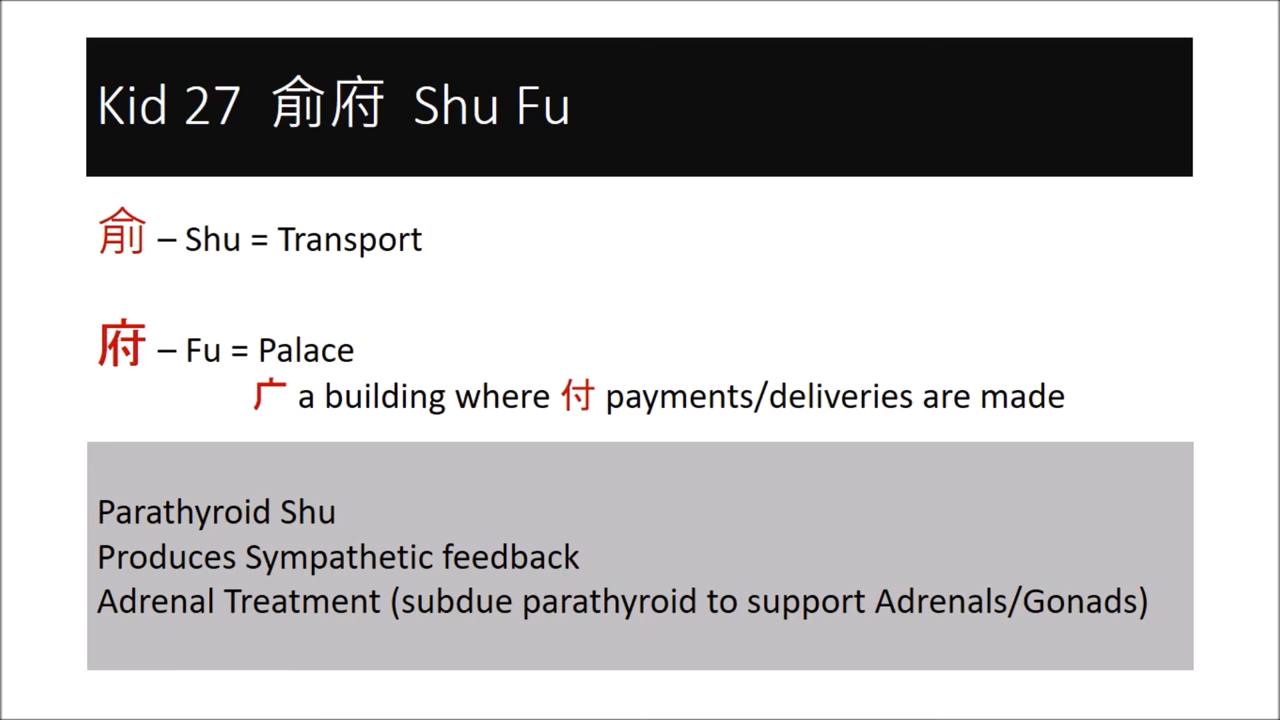 Kid 27 俞府 Shu Fu
俞 – Shu = Transport
府 – Fu = Palace
广 a building where 付 payments/deliveries are made
Parathyroid Shu
Produces Sympathetic feedback
Adrenal Treatment (subdue parathyroid to support Adrenals/Gonads)